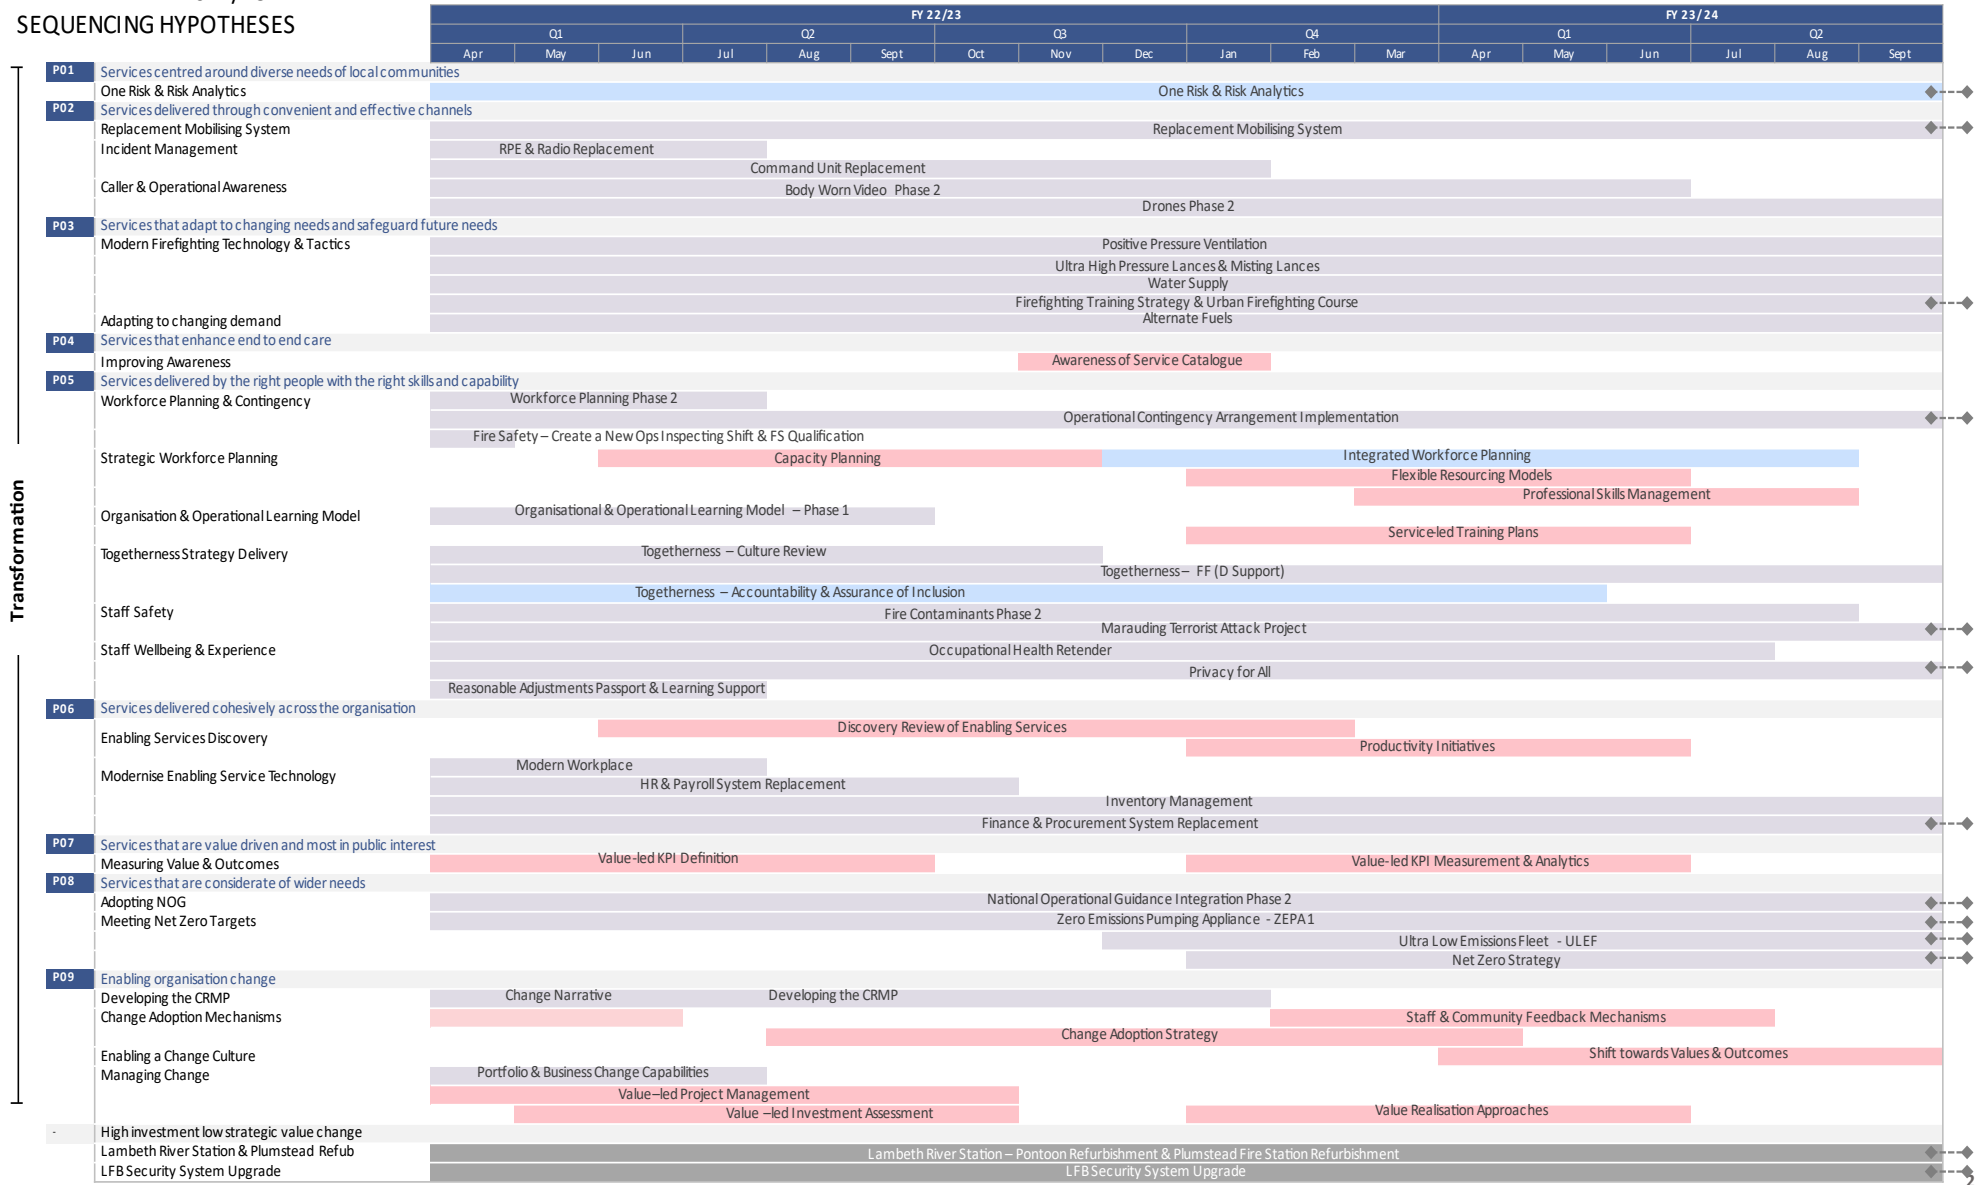 SEQUENCING HYPOTHESES
FY 22/23 FY 23/24
Q1 Q2 Q3 Q4 Q1 Q2
Apr May Jun Jul Aug Sept Oct Nov Dec Jan Feb Mar Apr May Jun Jul Aug Sept
Transformation
P01 Services centred around diverse needs of local communities
One Risk & Risk Analytics One Risk & Risk Analytics
P02 Services delivered through convenient and effective channels
Replacement Mobilising System Replacement Mobilising System
Incident Management RPE & Radio Replacement
Command Unit Replacement
Caller & Operational Awareness Body Worn Video Phase 2
Drones Phase 2
P03 Services that adapt to changing needs and safeguard future needs
Modern Firefighting Technology & Tactics Positive Pressure Ventilation
Ultra High Pressure Lances & Misting Lances
Water Supply
Firefighting Training Strategy & Urban Firefighting Course
Adapting to changing demand Alternate Fuels
P04 Services that enhance end to end care
Improving Awareness Awareness of Service Catalogue
P05 Services delivered by the right people with the right skills and capability
Workforce Planning & Contingency Workforce Planning Phase 2
Operational Contingency Arrangement Implementation
Fire Safety – Create a New Ops Inspecting Shift & FS Qualification
Strategic Workforce Planning Capacity Planning Integrated Workforce Planning
Flexible Resourcing Models
Professional Skills Management
Organisation & Operational Learning Model Organisational & Operational Learning Model – Phase 1
Service-led Training Plans
Togetherness Strategy Delivery Togetherness – Culture Review
Togetherness – FF (D Support)
Togetherness – Accountability & Assurance of Inclusion
Staff Safety Fire Contaminants Phase 2
Marauding Terrorist Attack Project
Staff Wellbeing & Experience Occupational Health Retender
Privacy for All
Reasonable Adjustments Passport & Learning Support
P06 Services delivered cohesively across the organisation
Enabling Services Discovery Discovery Review of Enabling Services
Productivity Initiatives
Modernise Enabling Service Technology Modern Workplace
HR & Payroll System Replacement
Inventory Management
Finance & Procurement System Replacement
P07 Services that are value driven and most in public interest
Measuring Value & Outcomes Value-led KPI Definition Value-led KPI Measurement & Analytics
P08 Services that are considerate of wider needs
Adopting NOG National Operational Guidance Integration Phase 2
Meeting Net Zero Targets Zero Emissions Pumping Appliance - ZEPA1
Ultra Low Emissions Fleet - ULEF
Net Zero Strategy
P09 Enabling organisation change
Developing the CRMP Change Narrative Developing the CRMP
Change Adoption Mechanisms Staff & Community Feedback Mechanisms
Change Adoption Strategy
Enabling a Change Culture Shift towards Values & Outcomes
Managing Change Portfolio & Business Change Capabilities
Value–led Project Management
Value –led Investment Assessment Value Realisation Approaches
- High investment low strategic value change
Lambeth River Station & Plumstead Refub Lambeth River Station – Pontoon Refurbishment & Plumstead Fire Station Refurbishment
LFB Security System Upgrade LFB Security System Upgrade
2